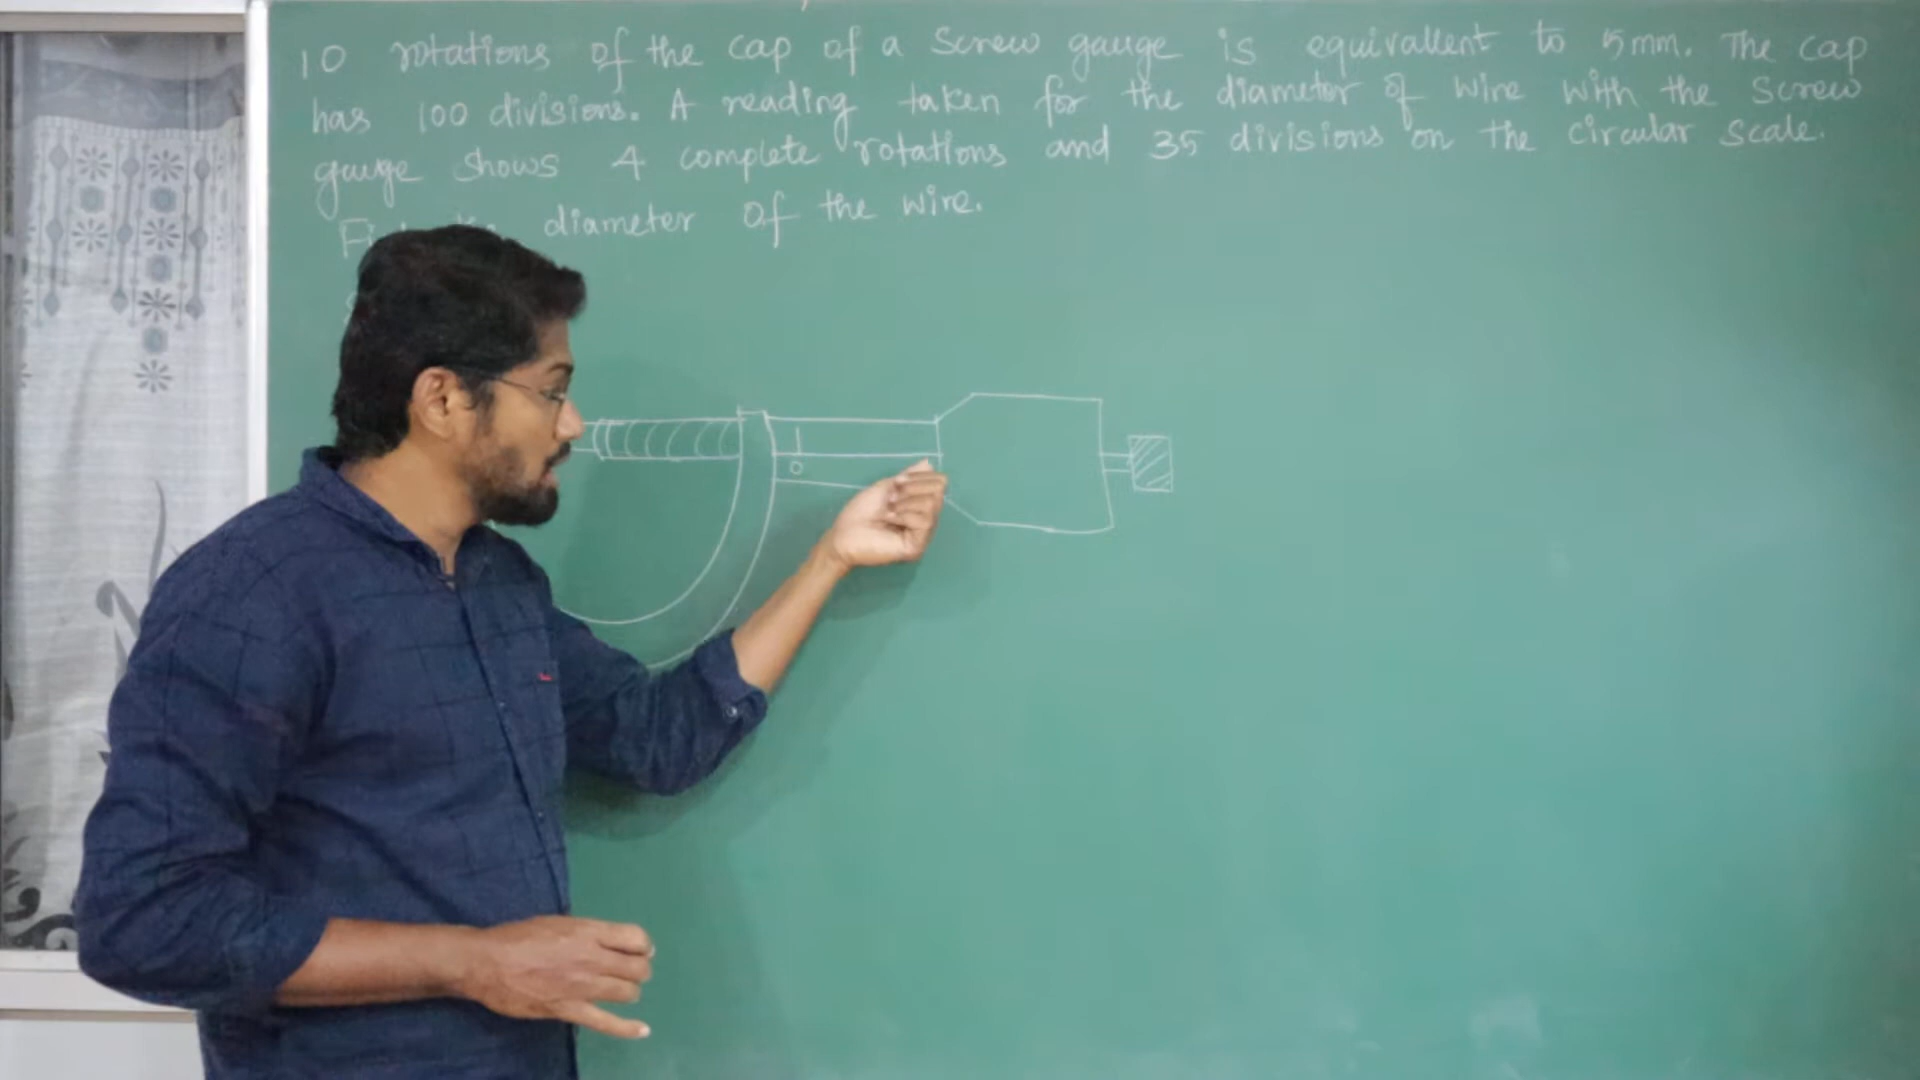 10 rotations of the cap of a screw gauge is equivallent to 5mm. The cap
has 100 divisions. A reading taken for the diameter of wire with the screw
gauge shows 4 complete rotations and 35 divisions on the circular scale.
diameter of the wire.
0